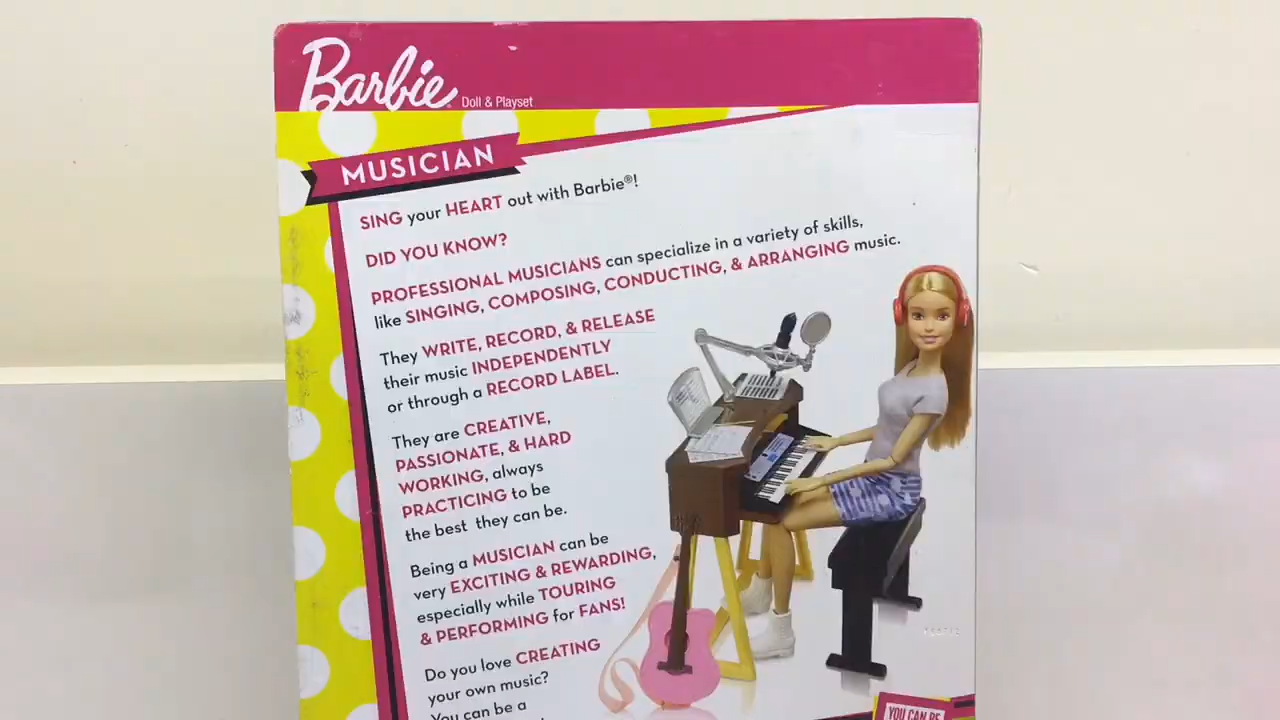 Barbie® Doll & Playset
MUSICIAN
SING your HEART out with Barbie®!
DID YOU KNOW?
PROFESSIONAL MUSICIANS can specialize in a variety of skills,
like SINGING, COMPOSING, CONDUCTING, & ARRANGING music.
They WRITE, RECORD, & RELEASE
their music INDEPENDENTLY
or through a RECORD LABEL.
They are CREATIVE,
PASSIONATE, & HARD
WORKING, always
PRACTICING to be
the best they can be.
Being a MUSICIAN can be
very EXCITING & REWARDING,
especially while TOURING
& PERFORMING for FANS!
Do you love CREATING
your own music?
You can be a
YOU CAN BE